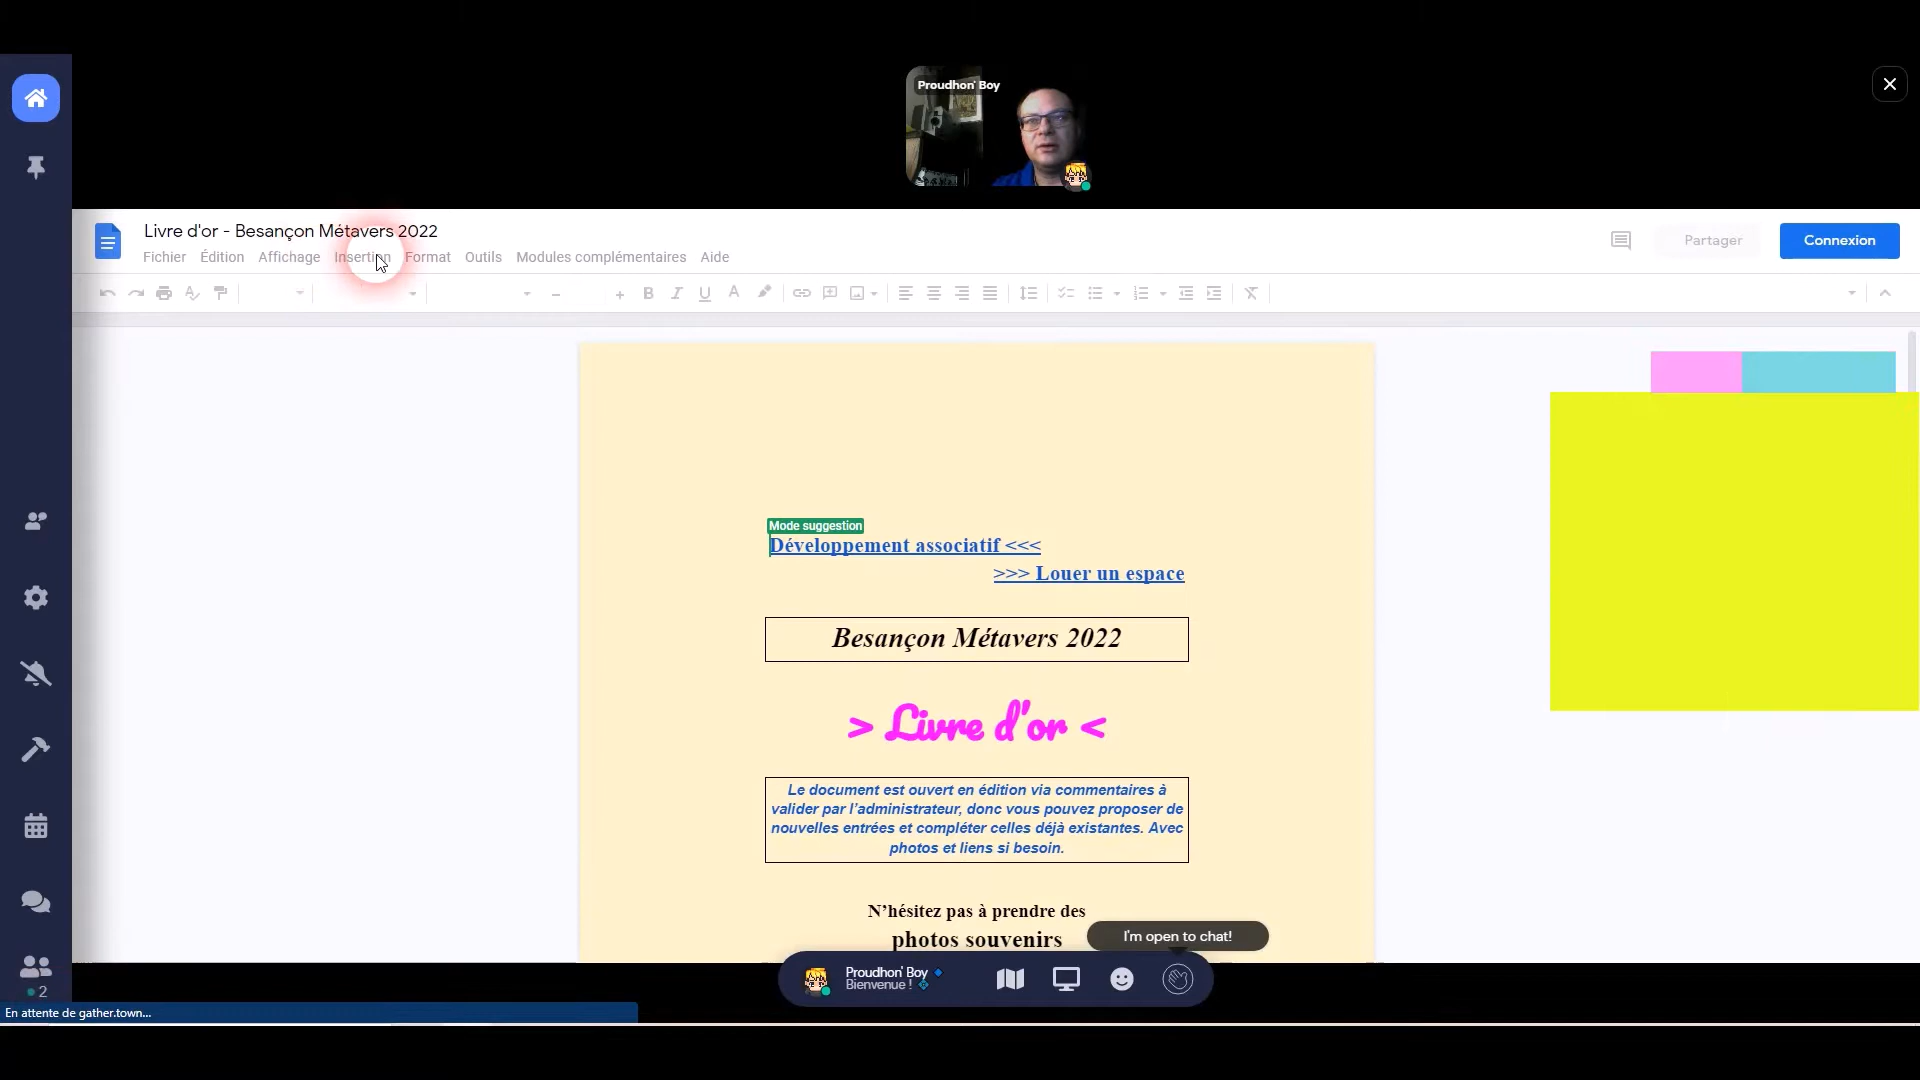 Proudhon' Boy
Livre d'or - Besançon Métavers 2022
Fichier Édition Affichage Insertion Format Outils Modules complémentaires Aide
Partager
Connexion
Mode suggestion
Développement associatif <<<
>>> Louer un espace
Besançon Métavers 2022
> Livre d'or <
Le document est ouvert en édition via commentaires à
valider par l'administrateur, donc vous pouvez proposer de
nouvelles entrées et compléter celles déjà existantes. Avec
photos et liens si besoin.
N'hésitez pas à prendre des
photos souvenirs
I'm open to chat!
Proudhon' Boy
Bienvenue !
2
En attente de gather.town...